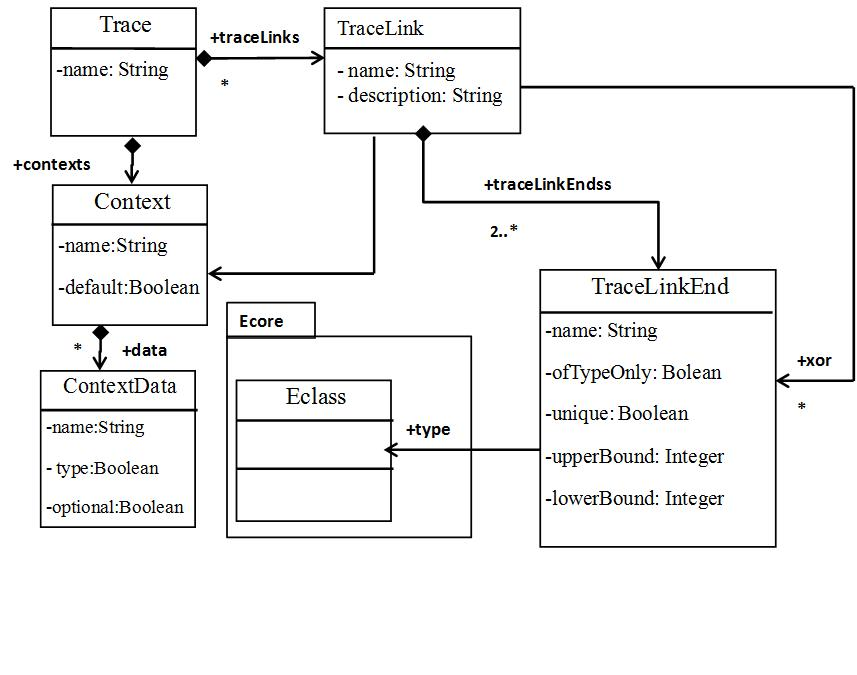 Trace
-name: String
+traceLinks
*
TraceLink
- name: String
- description: String
+contexts
Context
-name:String
-default:Boolean
+traceLinkEndss
2..*
*
+data
ContextData
-name:String
- type:Boolean
-optional:Boolean
Ecore
Eclass
+type
TraceLinkEnd
-name: String
-ofTypeOnly: Bolean
-unique: Boolean
-upperBound: Integer
-lowerBound: Integer
+xor
*